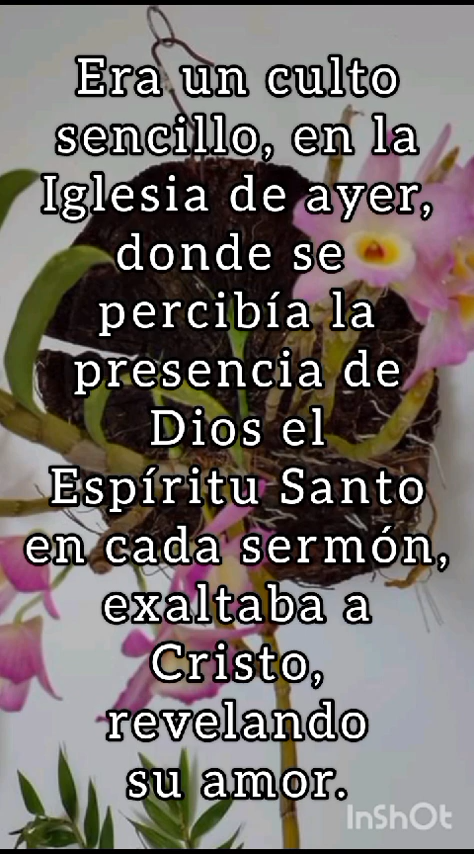 Era un culto
sencillo, en la
Iglesia de ayer,
donde se
percibía la
presencia de
Dios el
Espíritu Santo
en cada sermón,
exaltaba a
Cristo,
revelando
su amor.
InShOt